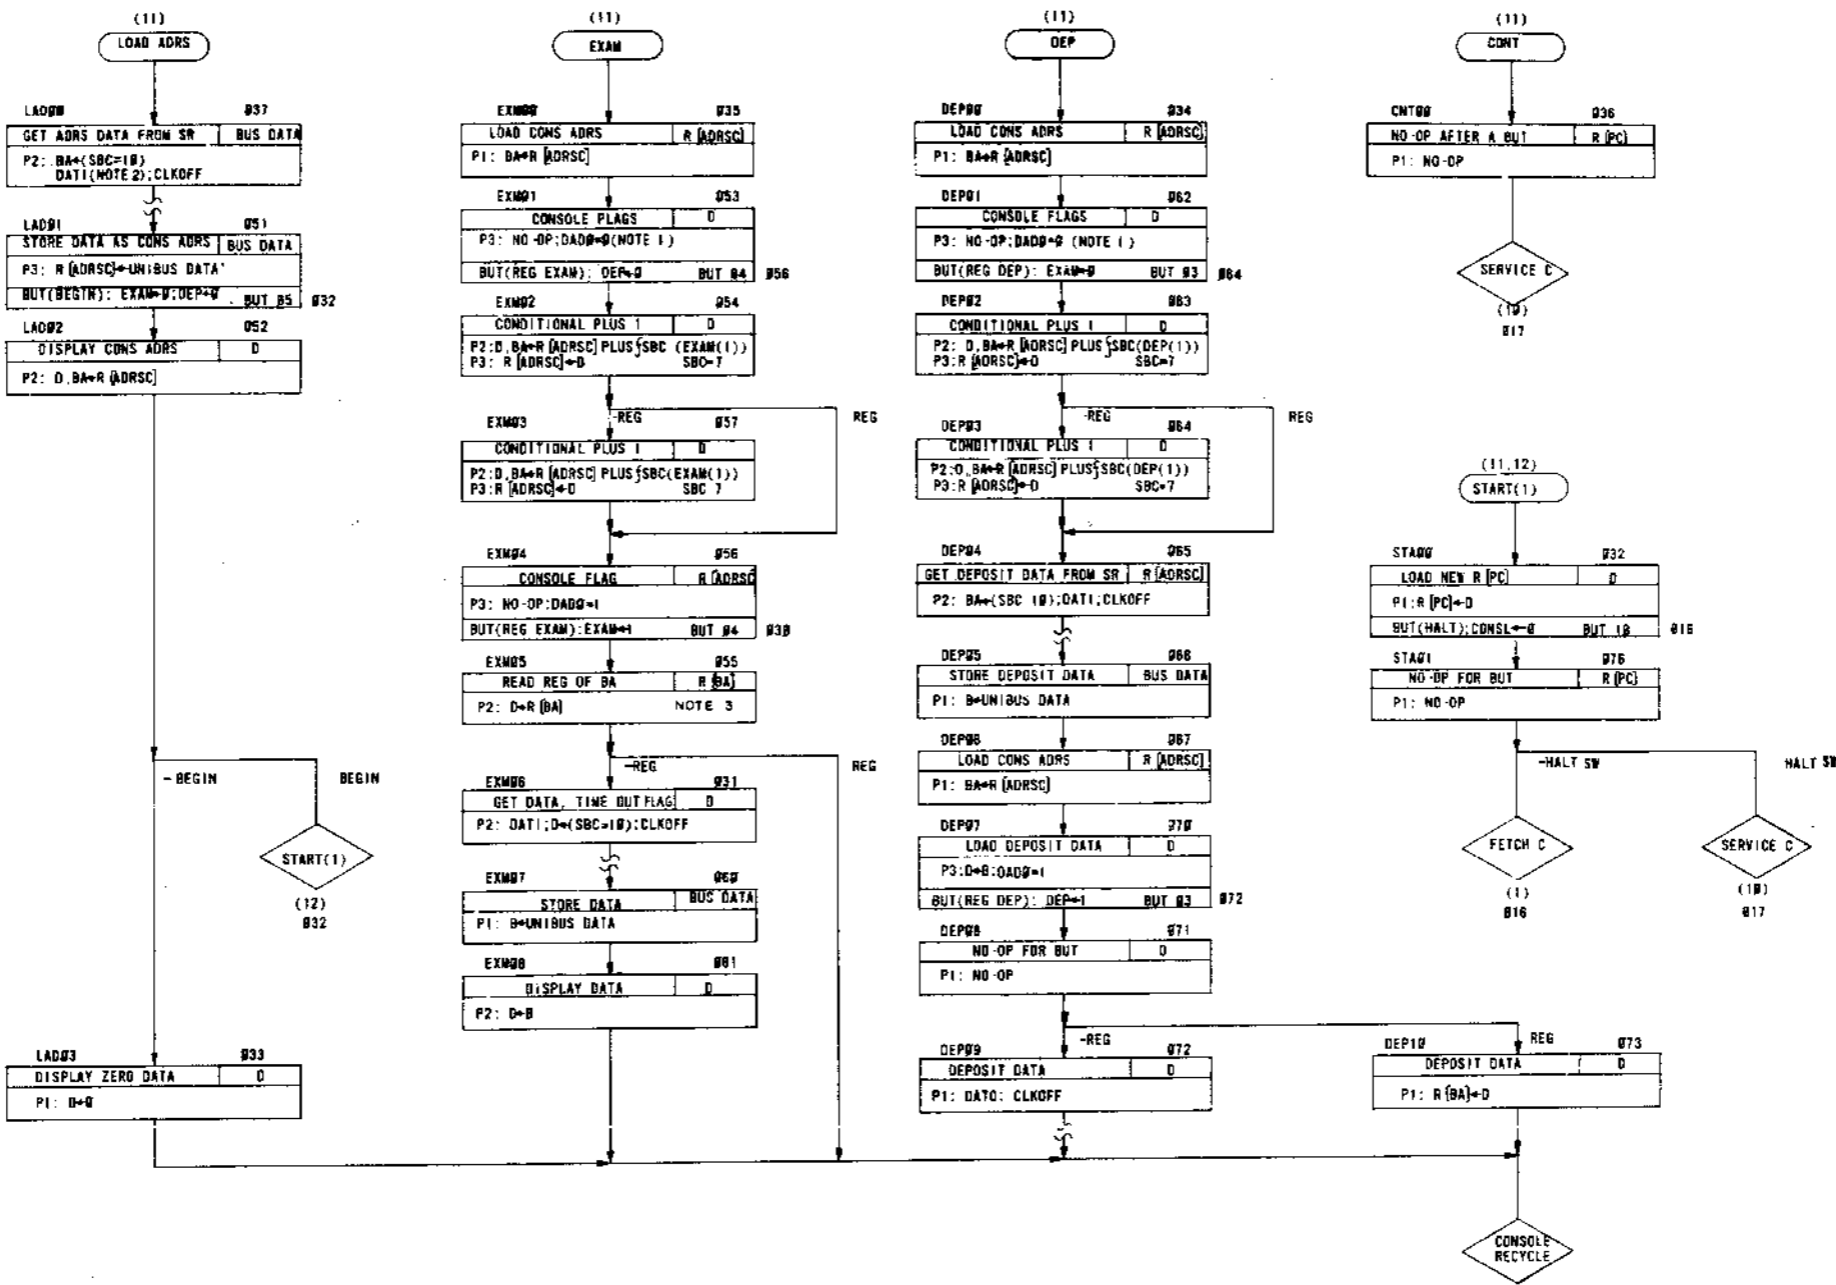 (11)
LOAD ADRS
LAD00 037
GET ADRS DATA FROM SR BUS DATA
P2: BA←(SBC=10)
DATI(NOTE 2);CLKOFF
LAD01 051
STORE DATA AS CONS ADRS BUS DATA
P3: R[ADRSC]←UNIBUS DATA
BUT(BEGIN): EXAM←0;DEP←0 BUT 05 032
LAD02 052
DISPLAY CONS ADRS D
P2: D,BA←R[ADRSC]
-BEGIN BEGIN
START(1)
(12)
032
LAD03 033
DISPLAY ZERO DATA D
P1: D←0
(11)
EXAM
EXM00 035
LOAD CONS ADRS R[ADRSC]
P1: BA←R[ADRSC]
EXM01 053
CONSOLE FLAGS D
P3: NO-OP;DAD0=0(NOTE 1)
BUT(REG EXAM); DEP←0 BUT 04 056
EXM02 054
CONDITIONAL PLUS 1 D
P2:D,BA←R[ADRSC] PLUS∫SBC (EXAM(1))
P3: R[ADRSC]←D SBC=7
-REG REG
EXM03 057
CONDITIONAL PLUS 1 D
P2:D,BA←R[ADRSC] PLUS∫SBC(EXAM(1))
P3:R[ADRSC]←D SBC 7
EXM04 056
CONSOLE FLAG R[ADRSC
P3: NO-OP;DAD0=1
BUT(REG EXAM):EXAM←1 BUT 04 030
EXM05 055
READ REG OF BA R[BA]
P2: D←R[BA] NOTE 3
-REG REG
EXM06 031
GET DATA, TIME OUT FLAG D
P2: DATI;D←(SBC=10);CLKOFF
EXM07 060
STORE DATA BUS DATA
P1: B←UNIBUS DATA
EXM08 061
DISPLAY DATA D
P2: D←B
(11)
DEP
DEP00 034
LOAD CONS ADRS R[ADRSC]
P1: BA←R[ADRSC]
DEP01 062
CONSOLE FLAGS D
P3: NO-OP;DAD0=0 (NOTE 1)
BUT(REG DEP): EXAM←0 BUT 03 064
DEP02 063
CONDITIONAL PLUS 1 D
P2: D,BA←R[ADRSC] PLUS∫SBC(DEP(1))
P3:R[ADRSC]←D SBC=7
-REG REG
DEP03 064
CONDITIONAL PLUS 1 D
P2:D,BA←R[ADRSC] PLUS∫SBC(DEP(1))
P3:R[ADRSC]←D SBC=7
DEP04 065
GET DEPOSIT DATA FROM SR R[ADRSC]
P2: BA←(SBC 10);DATI;CLKOFF
DEP05 066
STORE DEPOSIT DATA BUS DATA
P1: B←UNIBUS DATA
DEP06 067
LOAD CONS ADRS R[ADRSC]
P1: BA←R[ADRSC]
DEP07 070
LOAD DEPOSIT DATA D
P3:D←B;DAD0=1
BUT(REG DEP): DEP←1 BUT 03 072
DEP08 071
NO-OP FOR BUT D
P1: NO-OP
-REG REG
DEP09 072
DEPOSIT DATA D
P1: DATO; CLKOFF
DEP10 073
DEPOSIT DATA D
P1: R[BA]←D
CONSOLE
RECYCLE
(11)
CONT
CNT00 036
NO-OP AFTER A BUT R[PC]
P1: NO-OP
SERVICE C
(10)
017
(11,12)
START(1)
STA00 032
LOAD NEW R[PC] D
P1:R[PC]←D
BUT(HALT);CONSL←0 BUT 10 016
STA01 076
NO-OP FOR BUT R[PC]
P1: NO-OP
-HALT SW HALT SW
FETCH C
(1)
016
SERVICE C
(10)
017